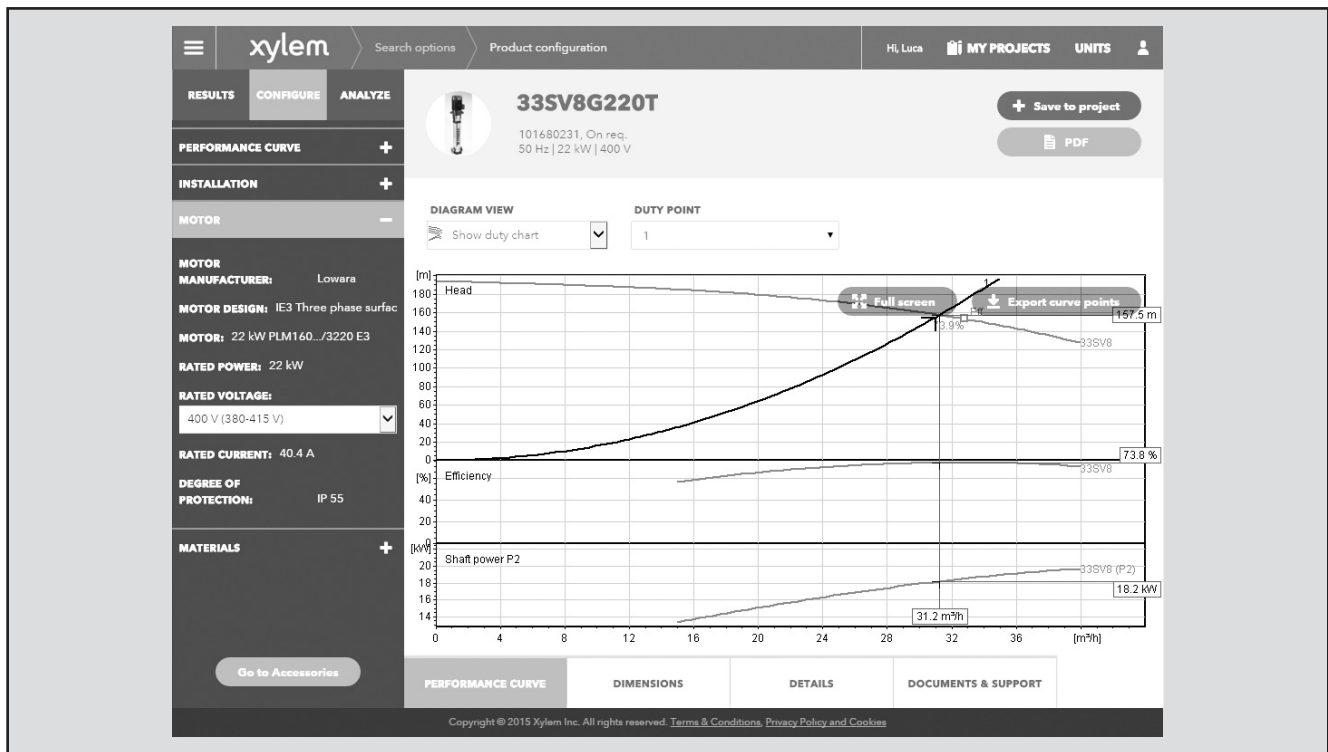 xylem
Search options
Product configuration
Hi, Luca
MY PROJECTS
UNITS
RESULTS
CONFIGURE
ANALYZE
PERFORMANCE CURVE
INSTALLATION
MOTOR
MOTOR
MANUFACTURER: Lowara
MOTOR DESIGN: IE3 Three phase surfac
MOTOR: 22 kW PLM160.../3220 E3
RATED POWER: 22 kW
RATED VOLTAGE:
400 V (380-415 V)
RATED CURRENT: 40.4 A
DEGREE OF
PROTECTION: IP 55
MATERIALS
Go to Accessories
33SV8G220T
101680231, On req.
50 Hz | 22 kW | 400 V
+ Save to project
PDF
DIAGRAM VIEW
Show duty chart
DUTY POINT
1
[m]
Head
180
160
140
120
100
80
60
40
20
0
1
Full screen
Export curve points
Eff
157.5 m
3.9%
33SV8
73.8 %
[%]
Efficiency
33SV8
40
20
0
[kW]
Shaft power P2
20
18
16
14
33SV8 (P2)
18.2 kW
31.2 m³/h
0 4 8 12 16 20 24 28 32 36 [m³/h]
PERFORMANCE CURVE
DIMENSIONS
DETAILS
DOCUMENTS & SUPPORT
Copyright © 2015 Xylem Inc. All rights reserved. Terms & Conditions, Privacy Policy and Cookies